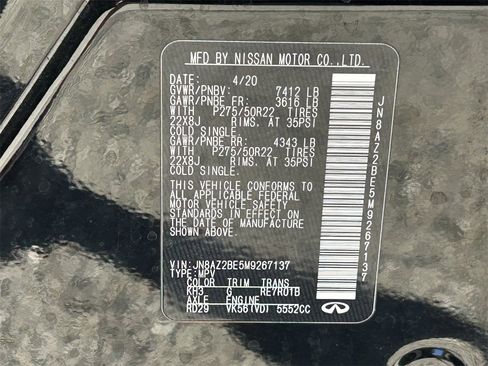 MFD BY NISSAN MOTOR CO.,LTD.
DATE: 4/20
GVWR/PNBV: 7412 LB
GAWR/PNBE FR: 3616 LB
WITH P275/50R22 TIRES
22X8J RIMS, AT 35PSI
COLD SINGLE.
GAWR/PNBE RR: 4343 LB
WITH P275/50R22 TIRES
22X8J RIMS, AT 35PSI
COLD SINGLE.
THIS VEHICLE CONFORMS TO
ALL APPLICABLE FEDERAL
MOTOR VEHICLE SAFETY
STANDARDS IN EFFECT ON
THE DATE OF MANUFACTURE
SHOWN ABOVE.
VIN: JN8AZ2BE5M9267137
TYPE: MPV
COLOR TRIM TRANS
KH3 G RE7R01B
AXLE ENGINE
RD29 VK56(VD) 5552CC
INFINITI
JN8AZ2BE5M9267137